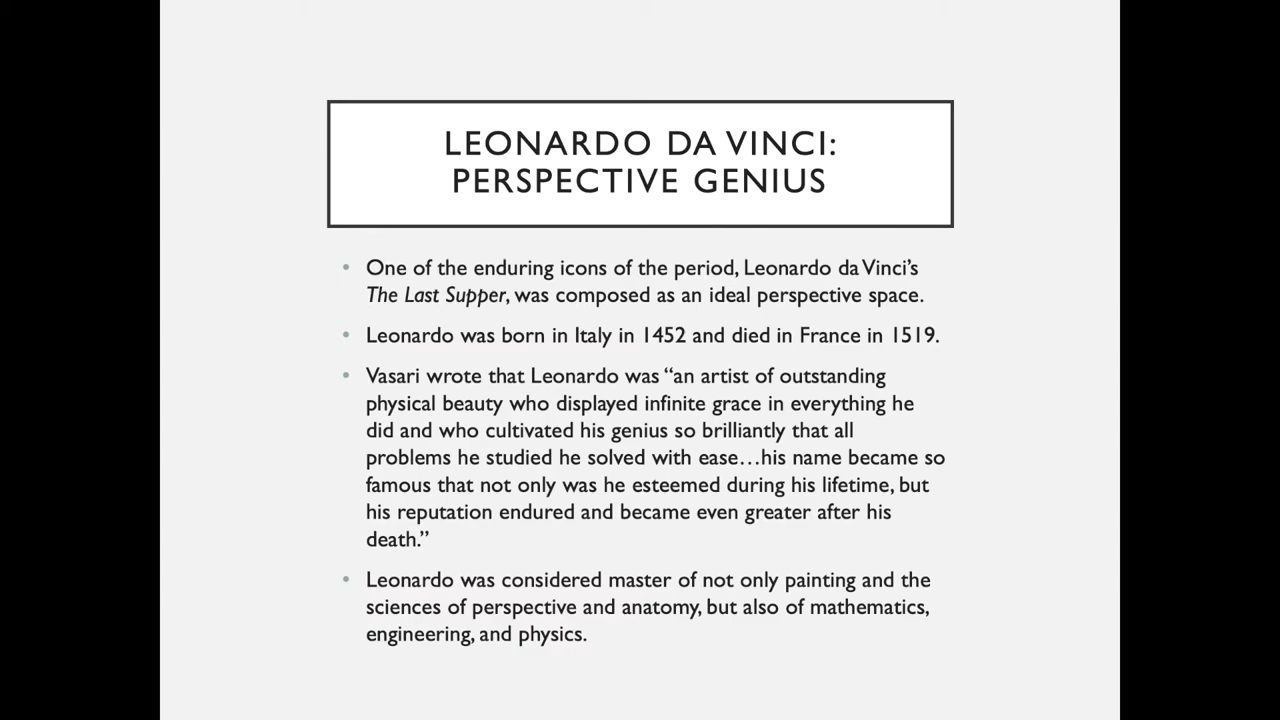 LEONARDO DA VINCI:
PERSPECTIVE GENIUS
• One of the enduring icons of the period, Leonardo da Vinci’s
The Last Supper, was composed as an ideal perspective space.
• Leonardo was born in Italy in 1452 and died in France in 1519.
• Vasari wrote that Leonardo was “an artist of outstanding
physical beauty who displayed infinite grace in everything he
did and who cultivated his genius so brilliantly that all
problems he studied he solved with ease…his name became so
famous that not only was he esteemed during his lifetime, but
his reputation endured and became even greater after his
death.”
• Leonardo was considered master of not only painting and the
sciences of perspective and anatomy, but also of mathematics,
engineering, and physics.